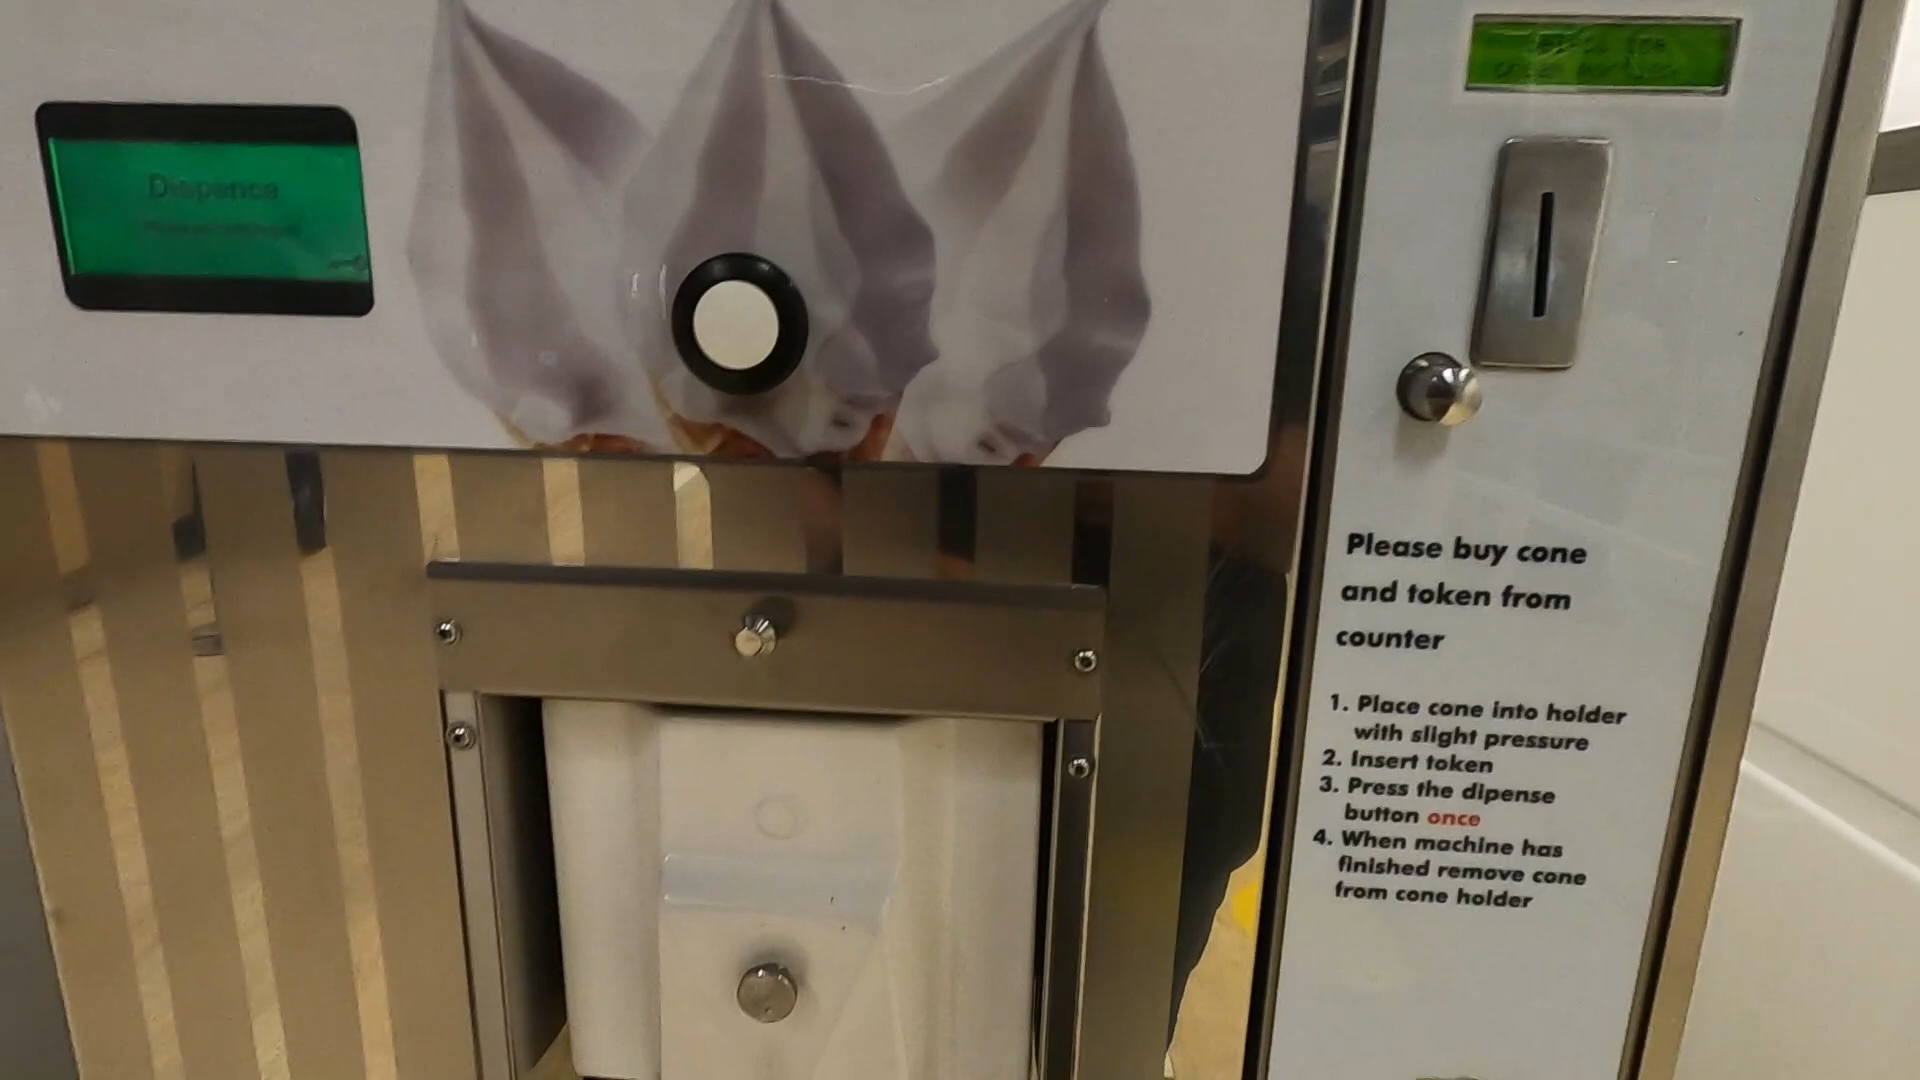 Dispence
Please buy cone
and token from
counter
1. Place cone into holder
with slight pressure
2. Insert token
3. Press the dipense
button once
4. When machine has
finished remove cone
from cone holder